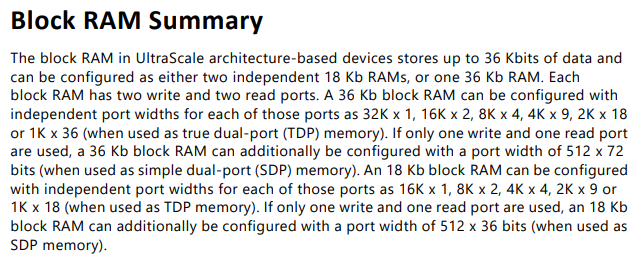 Block RAM Summary
The block RAM in UltraScale architecture-based devices stores up to 36 Kbits of data and
can be configured as either two independent 18 Kb RAMs, or one 36 Kb RAM. Each
block RAM has two write and two read ports. A 36 Kb block RAM can be configured with
independent port widths for each of those ports as 32K x 1, 16K x 2, 8K x 4, 4K x 9, 2K x 18
or 1K x 36 (when used as true dual-port (TDP) memory). If only one write and one read port
are used, a 36 Kb block RAM can additionally be configured with a port width of 512 x 72
bits (when used as simple dual-port (SDP) memory). An 18 Kb block RAM can be configured
with independent port widths for each of those ports as 16K x 1, 8K x 2, 4K x 4, 2K x 9 or
1K x 18 (when used as TDP memory). If only one write and one read port are used, an 18 Kb
block RAM can additionally be configured with a port width of 512 x 36 bits (when used as
SDP memory).